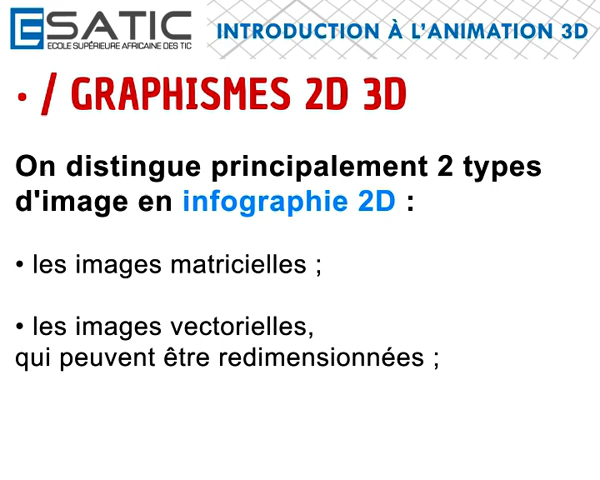 ESATIC
ECOLE SUPÉRIEURE AFRICAINE DES TIC
INTRODUCTION À L'ANIMATION 3D
• / GRAPHISMES 2D 3D
On distingue principalement 2 types
d'image en infographie 2D :
• les images matricielles ;
• les images vectorielles,
qui peuvent être redimensionnées ;